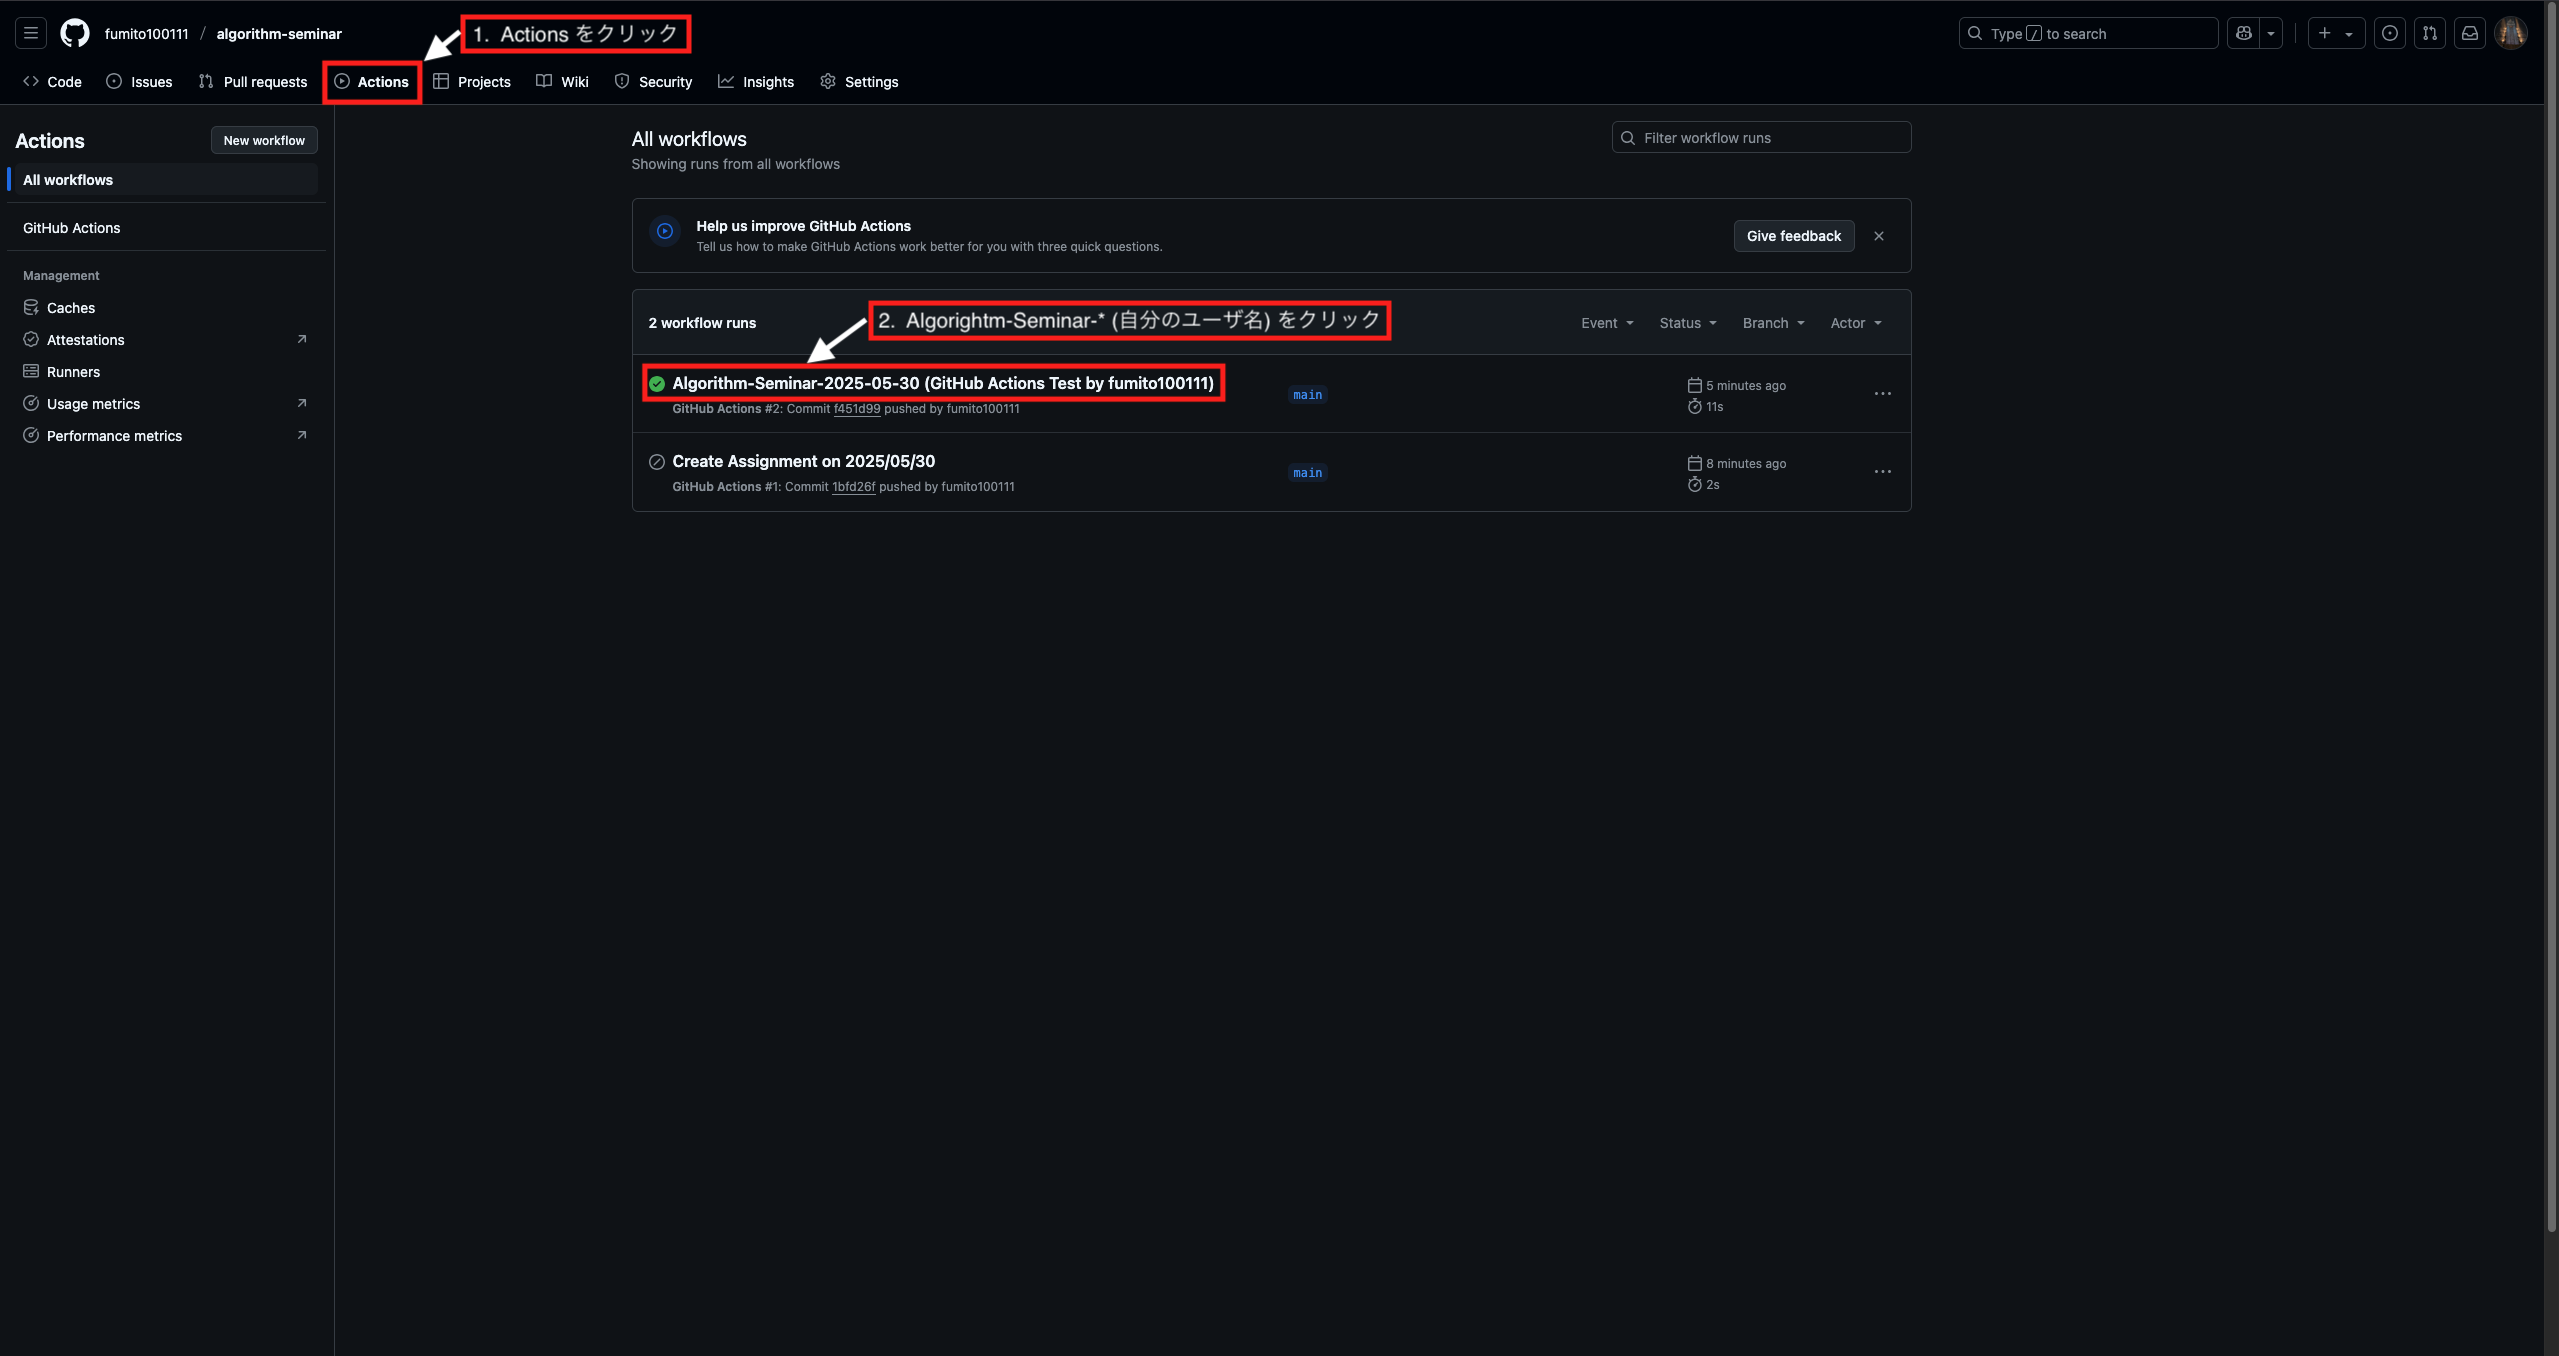 fumito100111 / algorithm-seminar
1. Actions をクリック
Type / to search
Code
Issues
Pull requests
Actions
Projects
Wiki
Security
Insights
Settings
Actions
New workflow
All workflows
GitHub Actions
Management
Caches
Attestations
Runners
Usage metrics
Performance metrics
All workflows
Showing runs from all workflows
Filter workflow runs
Help us improve GitHub Actions
Tell us how to make GitHub Actions work better for you with three quick questions.
Give feedback
2 workflow runs
2. Algorightm-Seminar-* (自分のユーザ名) をクリック
Event
Status
Branch
Actor
Algorithm-Seminar-2025-05-30 (GitHub Actions Test by fumito100111)
GitHub Actions #2: Commit f451d99 pushed by fumito100111
main
5 minutes ago
11s
Create Assignment on 2025/05/30
GitHub Actions #1: Commit 1bfd26f pushed by fumito100111
main
8 minutes ago
2s